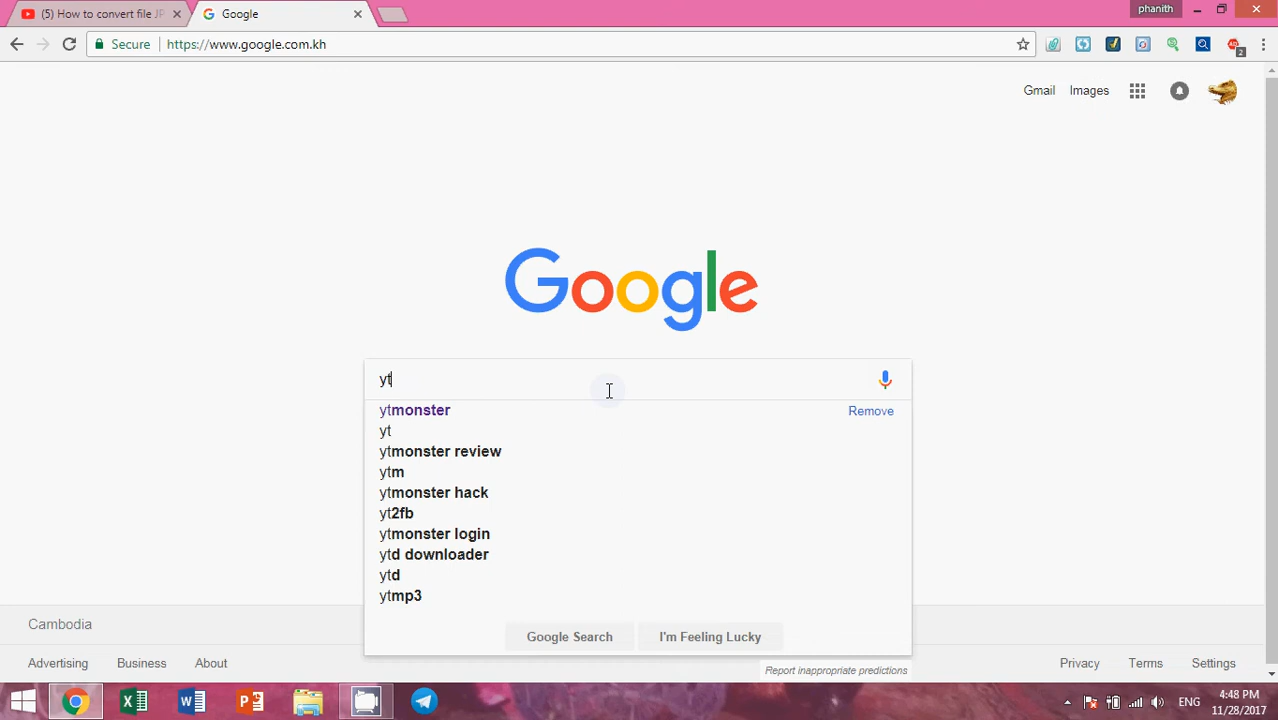 (5) How to convert file JP
Google
phanith
Secure
https://www.google.com.kh
2
Gmail
Images
Google
yt
ytmonster
Remove
yt
ytmonster review
ytm
ytmonster hack
yt2fb
ytmonster login
ytd downloader
ytd
ytmp3
Google Search
I'm Feeling Lucky
Report inappropriate predictions
Cambodia
Advertising
Business
About
Privacy
Terms
Settings
ENG
4:48 PM
11/28/2017